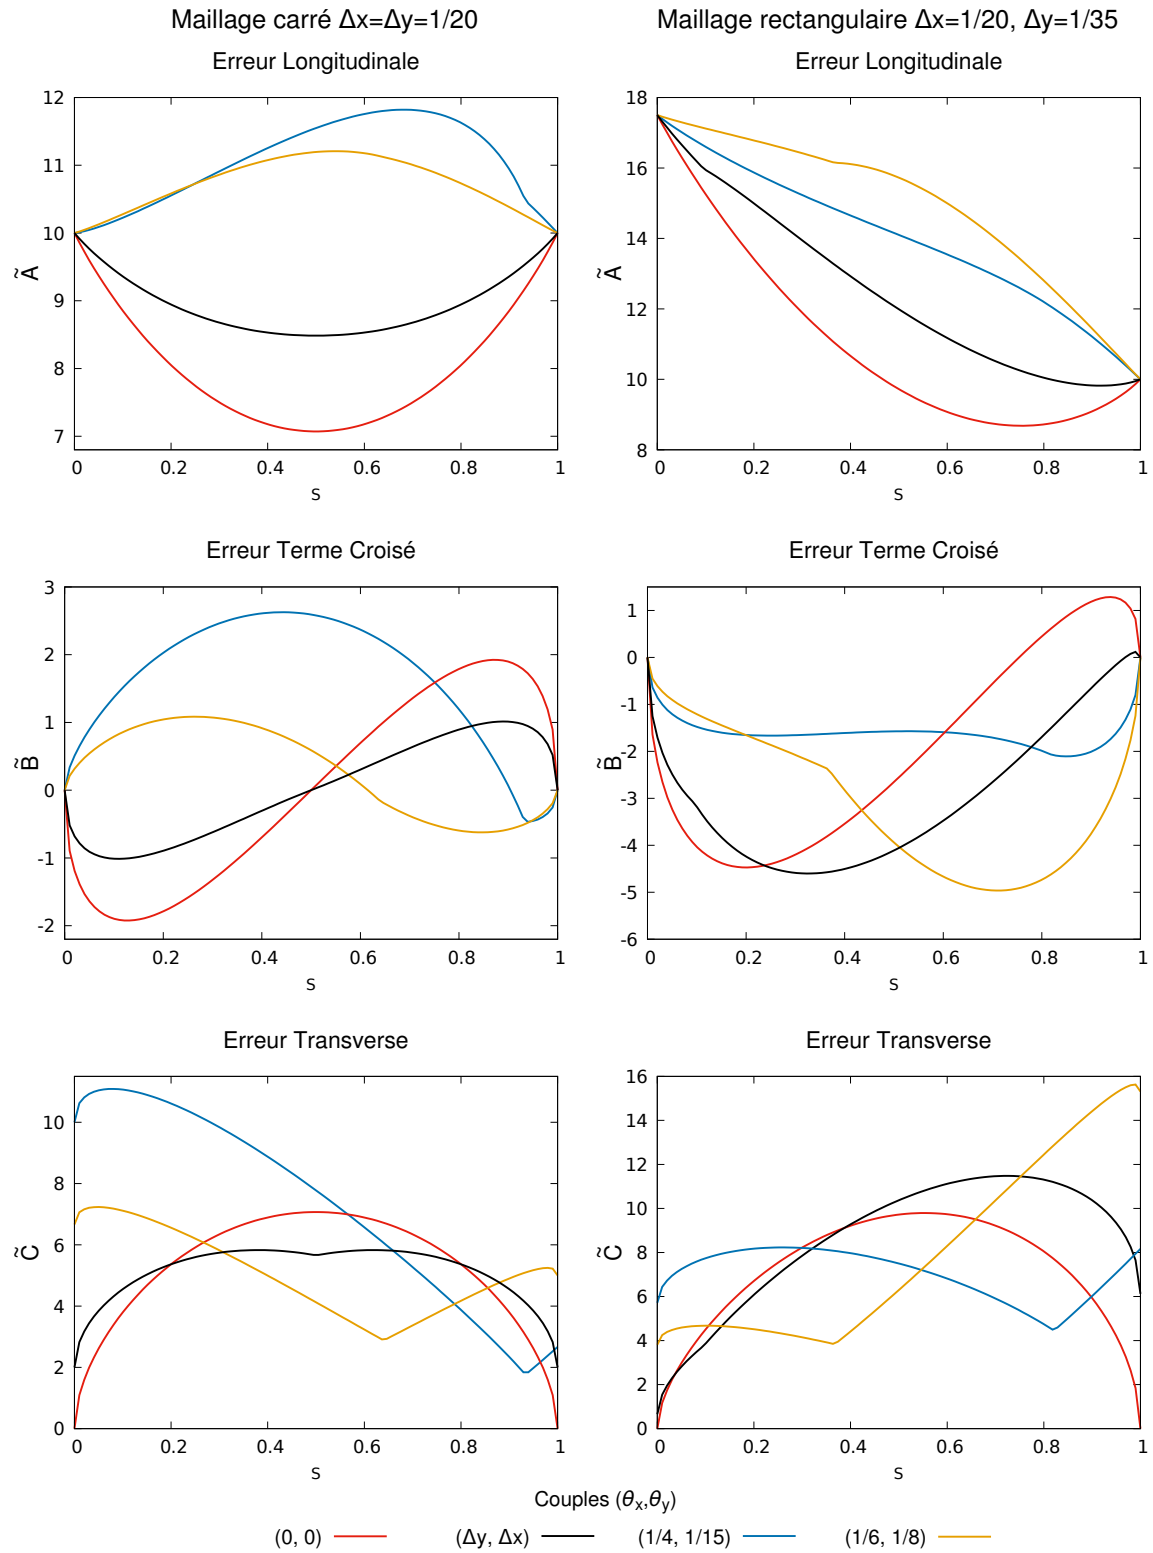 Maillage carré Δx=Δy=1/20
Maillage rectangulaire Δx=1/20, Δy=1/35
Erreur Longitudinale
Erreur Longitudinale
12
11
10
9
8
7
Ã
0 0.2 0.4 0.6 0.8 1
s
18
16
14
12
10
8
Ã
0 0.2 0.4 0.6 0.8 1
s
Erreur Terme Croisé
Erreur Terme Croisé
3
2
1
0
-1
-2
B̃
0 0.2 0.4 0.6 0.8 1
s
1
0
-1
-2
-3
-4
-5
-6
B̃
0 0.2 0.4 0.6 0.8 1
s
Erreur Transverse
Erreur Transverse
10
8
6
4
2
0
C̃
0 0.2 0.4 0.6 0.8 1
s
16
14
12
10
8
6
4
2
0
C̃
0 0.2 0.4 0.6 0.8 1
s
Couples (θx,θy)
(0, 0) (Δy, Δx) (1/4, 1/15) (1/6, 1/8)